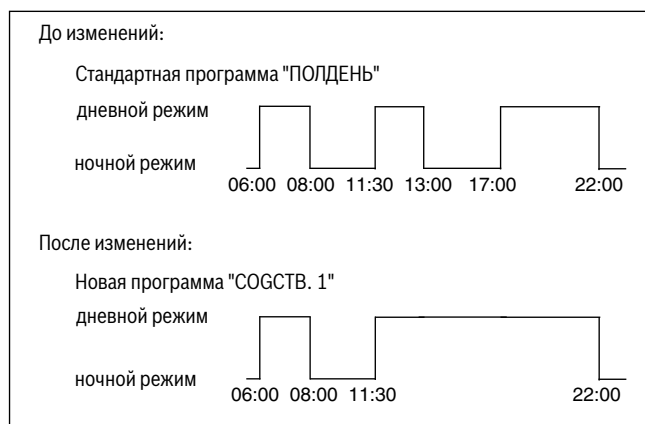 До изменений:
Стандартная программа "ПОЛДЕНЬ"
дневной режим
ночной режим
06:00 08:00 11:30 13:00 17:00 22:00
После изменений:
Новая программа "СОGСТВ. 1"
дневной режим
ночной режим
06:00 08:00 11:30 22:00